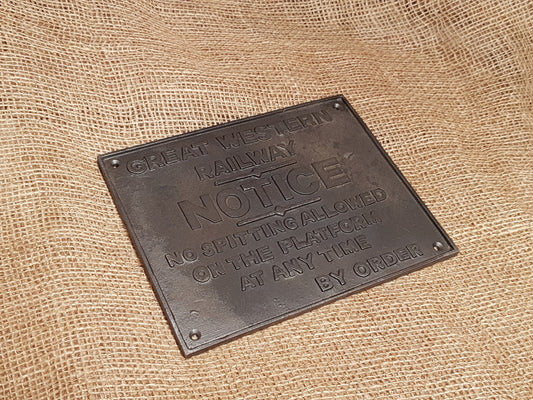 GREAT WESTERN
RAILWAY
NOTICE
NO SPITTING ALLOWED
ON THE PLATFORM
AT ANY TIME
BY ORDER